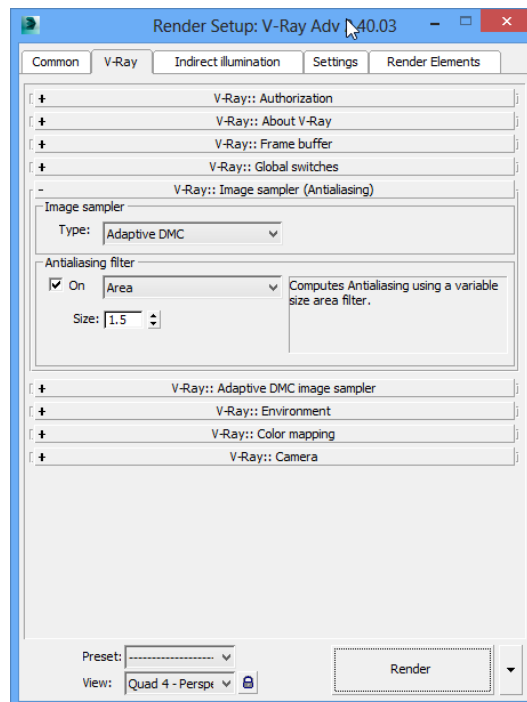 Render Setup: V-Ray Adv 2.40.03
Common V-Ray Indirect illumination Settings Render Elements
+ V-Ray:: Authorization
+ V-Ray:: About V-Ray
+ V-Ray:: Frame buffer
+ V-Ray:: Global switches
- V-Ray:: Image sampler (Antialiasing)
Image sampler
Type: Adaptive DMC
Antialiasing filter
On Area
Computes Antialiasing using a variable
size area filter.
Size: 1.5
+ V-Ray:: Adaptive DMC image sampler
+ V-Ray:: Environment
+ V-Ray:: Color mapping
+ V-Ray:: Camera
Preset: -------------------
View: Quad 4 - Perspe
Render